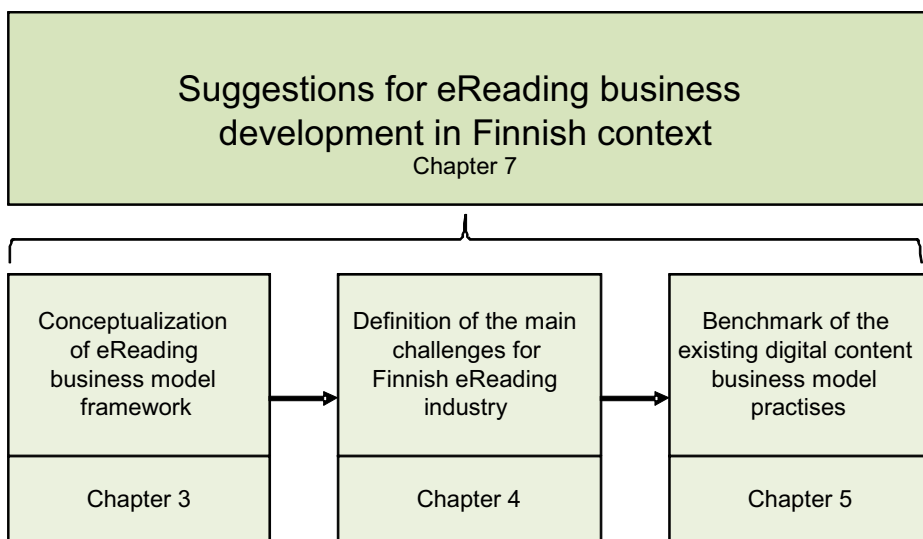 Suggestions for eReading business
development in Finnish context
Chapter 7
Conceptualization
of eReading
business model
framework
Chapter 3
Definition of the main
challenges for
Finnish eReading
industry
Chapter 4
Benchmark of the
existing digital content
business model
practises
Chapter 5